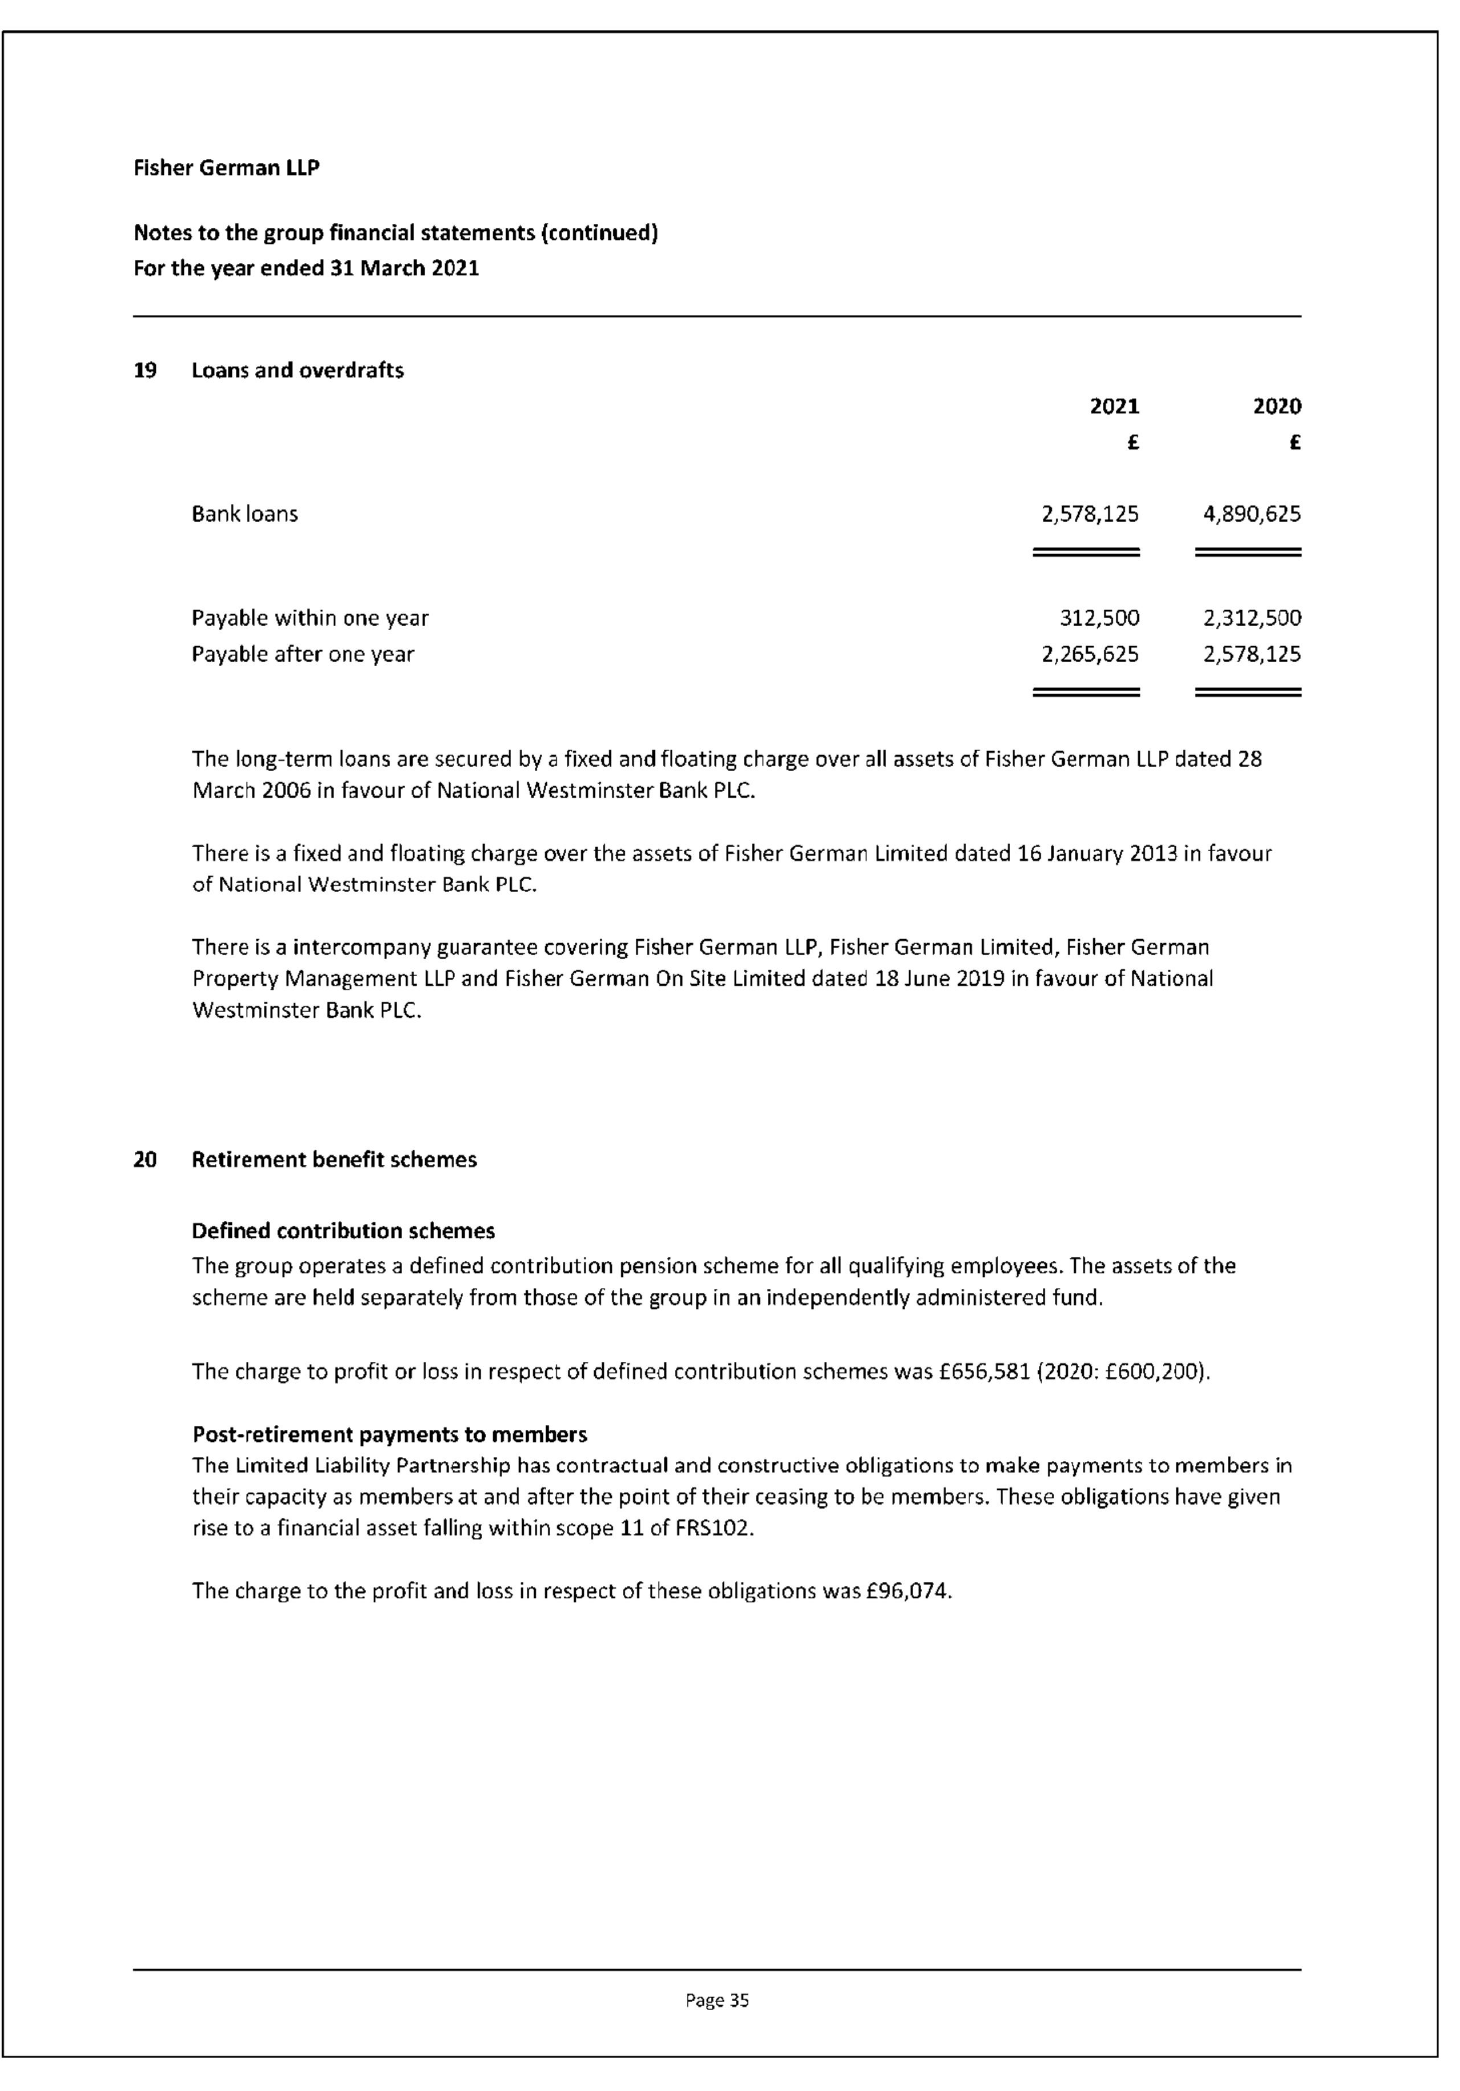 Fisher German LLP
Notes to the group financial statements (continued)
For the year ended 31 March 2021
19 Loans and overdrafts
2021 2020
£ £
Bank loans 2,578,125 4,890,625
Payable within one year 312,500 2,312,500
Payable after one year 2,265,625 2,578,125
The long-term loans are secured by a fixed and floating charge over all assets of Fisher German LLP dated 28
March 2006 in favour of National Westminster Bank PLC.
There is a fixed and floating charge over the assets of Fisher German Limited dated 16 January 2013 in favour
of National Westminster Bank PLC.
There is a intercompany guarantee covering Fisher German LLP, Fisher German Limited, Fisher German
Property Management LLP and Fisher German On Site Limited dated 18 June 2019 in favour of National
Westminster Bank PLC.
20 Retirement benefit schemes
Defined contribution schemes
The group operates a defined contribution pension scheme for all qualifying employees. The assets of the
scheme are held separately from those of the group in an independently administered fund.
The charge to profit or loss in respect of defined contribution schemes was £656,581 (2020: £600,200).
Post-retirement payments to members
The Limited Liability Partnership has contractual and constructive obligations to make payments to members in
their capacity as members at and after the point of their ceasing to be members. These obligations have given
rise to a financial asset falling within scope 11 of FRS102.
The charge to the profit and loss in respect of these obligations was £96,074.
Page 35